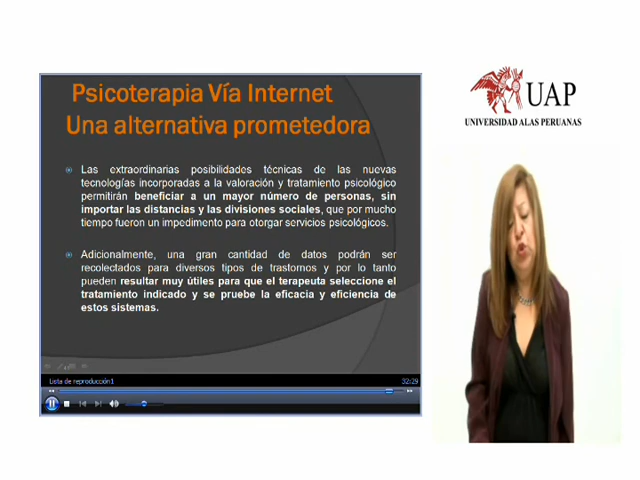 Psicoterapia Vía Internet
Una alternativa prometedora
Las extraordinarias posibilidades técnicas de las nuevas
tecnologías incorporadas a la valoración y tratamiento psicológico
permitirán beneficiar a un mayor número de personas, sin
importar las distancias y las divisiones sociales, que por mucho
tiempo fueron un impedimento para otorgar servicios psicológicos.
Adicionalmente, una gran cantidad de datos podrán ser
recolectados para diversos tipos de trastornos y por lo tanto
pueden resultar muy útiles para que el terapeuta seleccione el
tratamiento indicado y se pruebe la eficacia y eficiencia de
estos sistemas.
Lista de reproducción1
32:29
UAP
UNIVERSIDAD ALAS PERUANAS